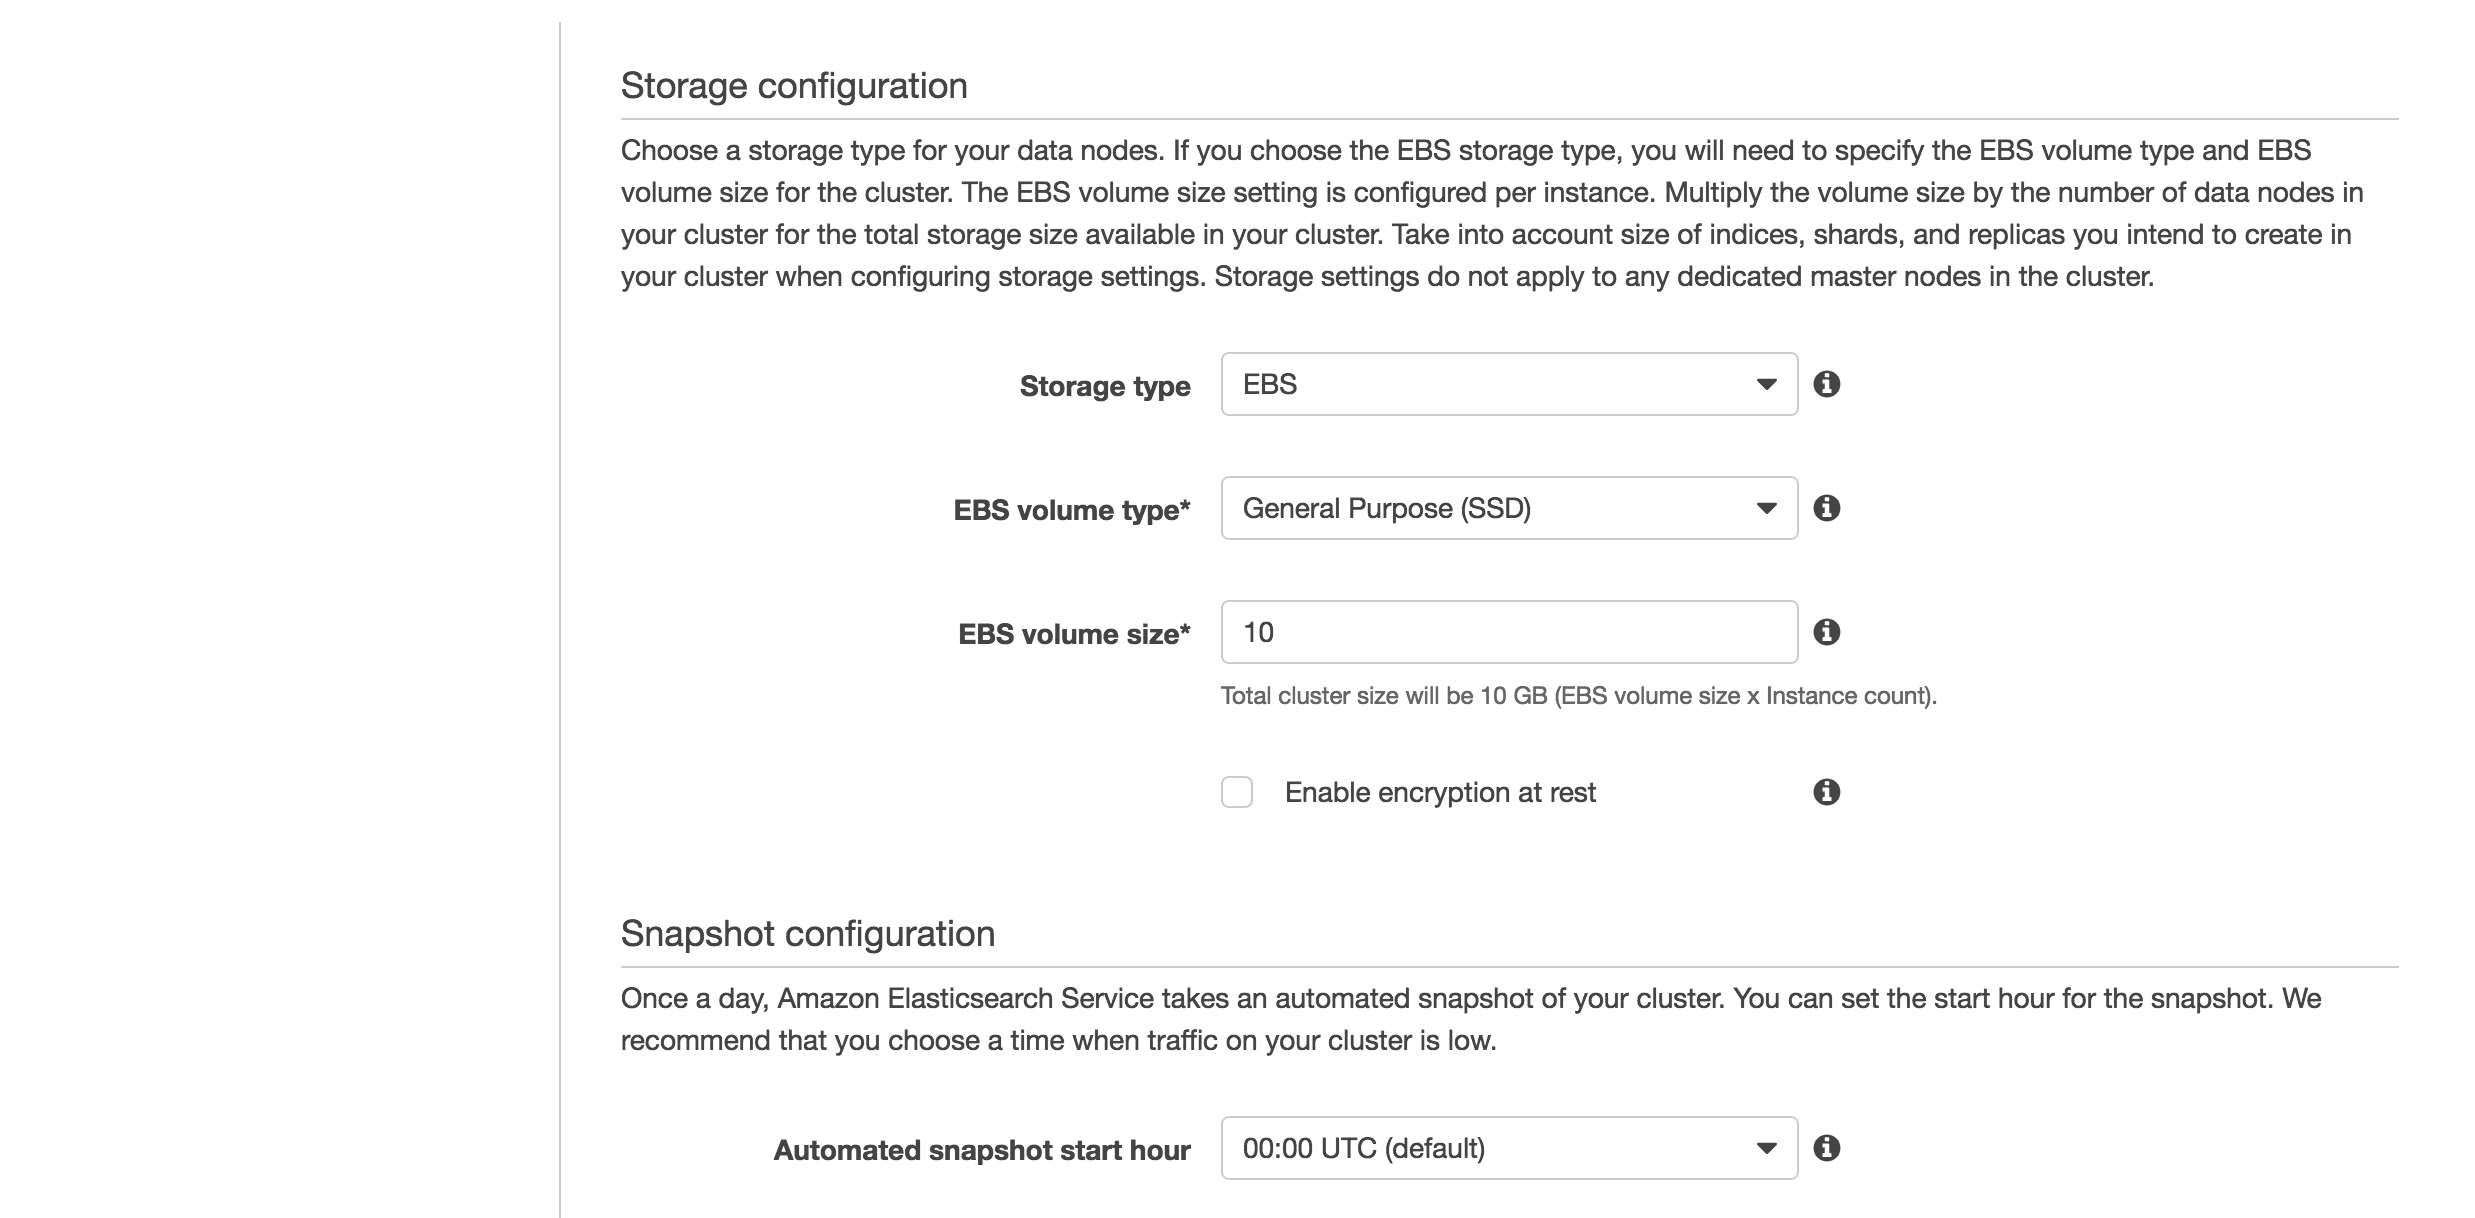 Storage configuration
Choose a storage type for your data nodes. If you choose the EBS storage type, you will need to specify the EBS volume type and EBS
volume size for the cluster. The EBS volume size setting is configured per instance. Multiply the volume size by the number of data nodes in
your cluster for the total storage size available in your cluster. Take into account size of indices, shards, and replicas you intend to create in
your cluster when configuring storage settings. Storage settings do not apply to any dedicated master nodes in the cluster.
Storage type EBS
EBS volume type* General Purpose (SSD)
EBS volume size* 10
Total cluster size will be 10 GB (EBS volume size x Instance count).
Enable encryption at rest
Snapshot configuration
Once a day, Amazon Elasticsearch Service takes an automated snapshot of your cluster. You can set the start hour for the snapshot. We
recommend that you choose a time when traffic on your cluster is low.
Automated snapshot start hour 00:00 UTC (default)